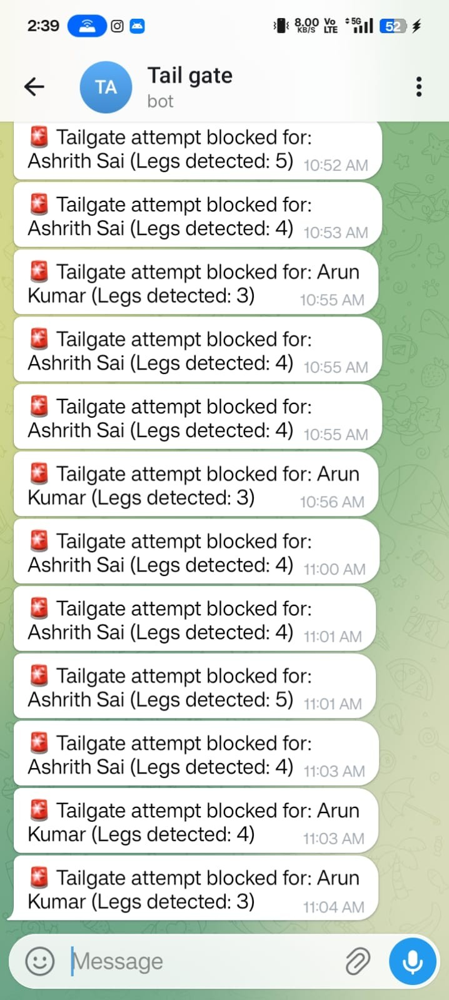 2:39 8.00 KB/S Vo LTE 5G 52
TA
Tail gate
bot
🚨 Tailgate attempt blocked for:
Ashrith Sai (Legs detected: 5) 10:52 AM
🚨 Tailgate attempt blocked for:
Ashrith Sai (Legs detected: 4) 10:53 AM
🚨 Tailgate attempt blocked for: Arun
Kumar (Legs detected: 3) 10:55 AM
🚨 Tailgate attempt blocked for:
Ashrith Sai (Legs detected: 4) 10:55 AM
🚨 Tailgate attempt blocked for:
Ashrith Sai (Legs detected: 4) 10:55 AM
🚨 Tailgate attempt blocked for: Arun
Kumar (Legs detected: 3) 10:56 AM
🚨 Tailgate attempt blocked for:
Ashrith Sai (Legs detected: 4) 11:00 AM
🚨 Tailgate attempt blocked for:
Ashrith Sai (Legs detected: 4) 11:01 AM
🚨 Tailgate attempt blocked for:
Ashrith Sai (Legs detected: 5) 11:01 AM
🚨 Tailgate attempt blocked for:
Ashrith Sai (Legs detected: 4) 11:03 AM
🚨 Tailgate attempt blocked for: Arun
Kumar (Legs detected: 4) 11:03 AM
🚨 Tailgate attempt blocked for: Arun
Kumar (Legs detected: 3) 11:04 AM
Message